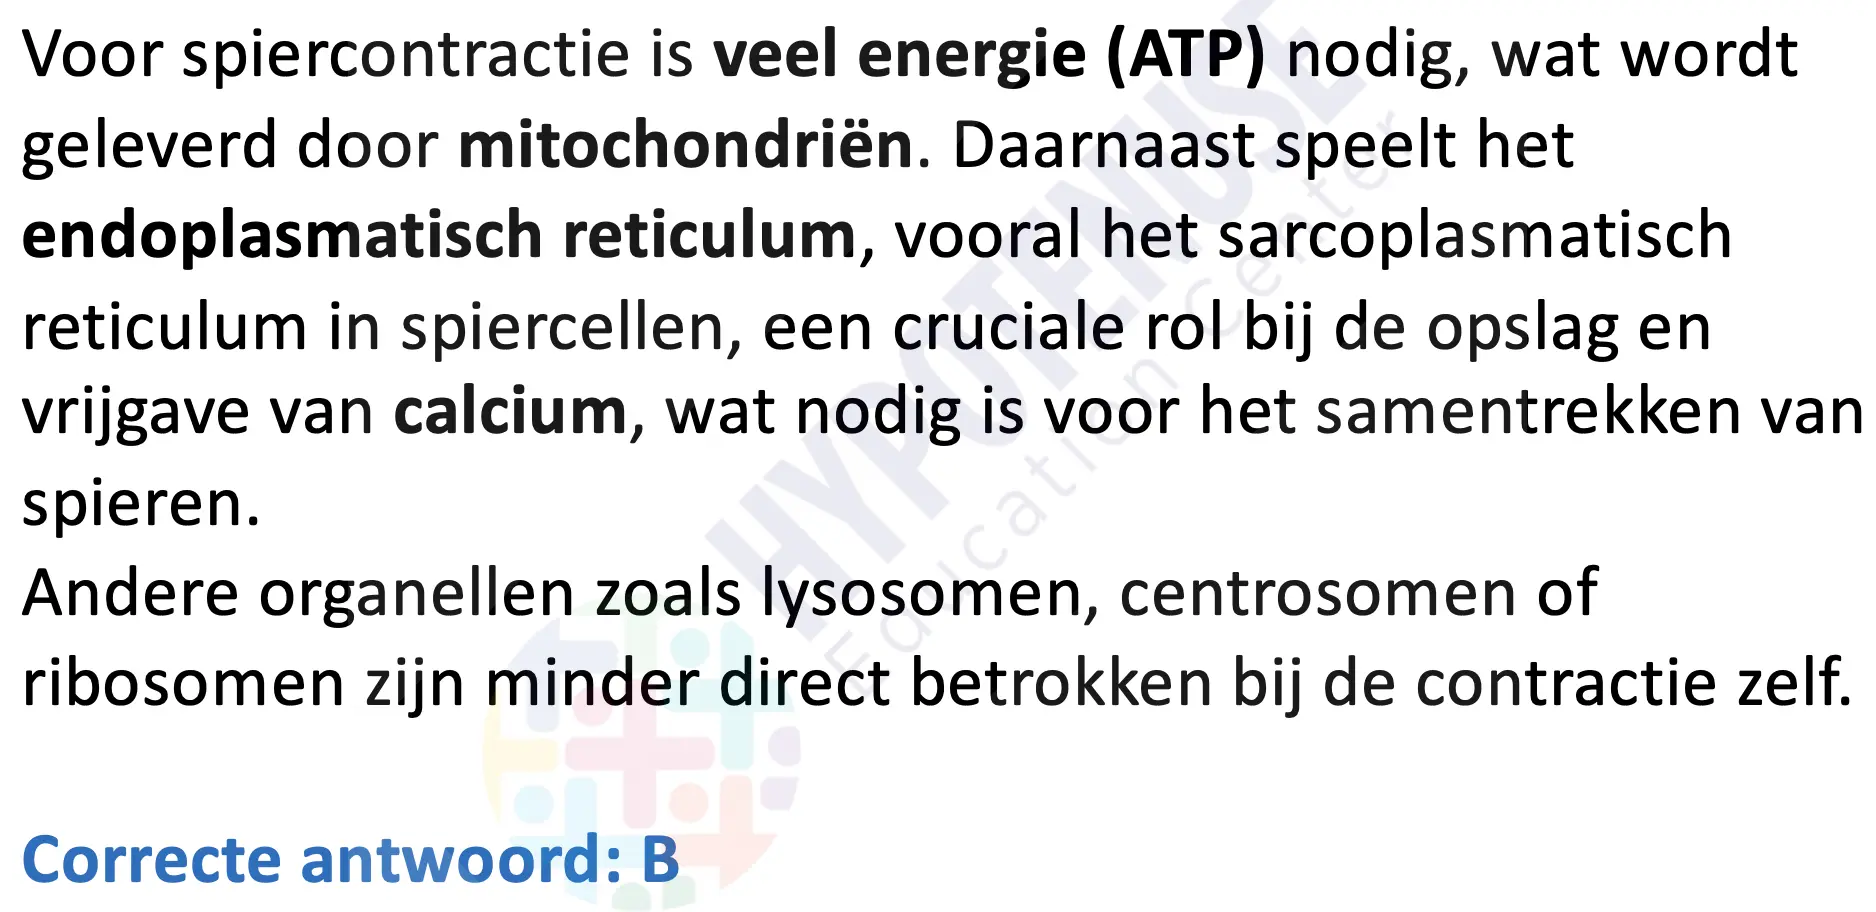 Voor spiercontractie is veel energie (ATP) nodig, wat wordt
geleverd door mitochondriën. Daarnaast speelt het
endoplasmatisch reticulum, vooral het sarcoplasmatisch
reticulum in spiercellen, een cruciale rol bij de opslag en
vrijgave van calcium, wat nodig is voor het samentrekken van
spieren.
Andere organellen zoals lysosomen, centrosomen of
ribosomen zijn minder direct betrokken bij de contractie zelf.
Correcte antwoord: B
HYPOTENUSE
Education Center